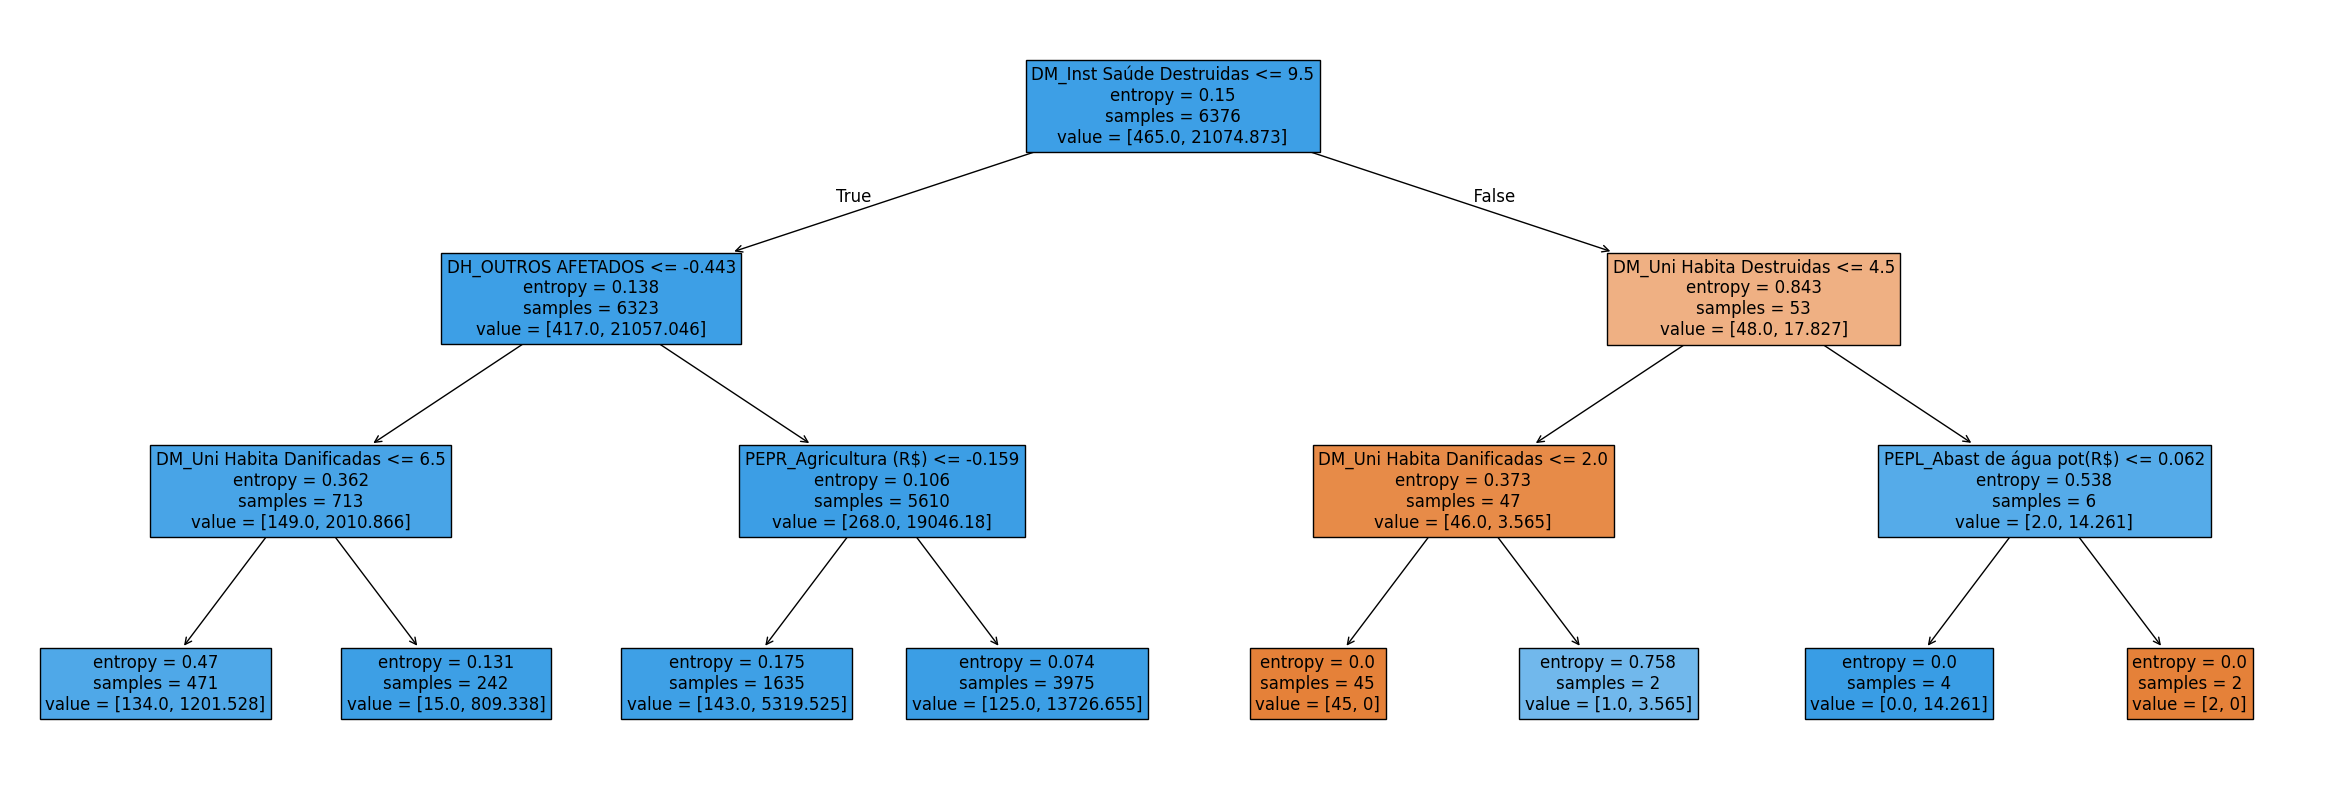 DM_Inst Saúde Destruidas <= 9.5
entropy = 0.15
samples = 6376
value = [465.0, 21074.873]
True
False
DH_OUTROS AFETADOS <= -0.443
entropy = 0.138
samples = 6323
value = [417.0, 21057.046]
DM_Uni Habita Destruidas <= 4.5
entropy = 0.843
samples = 53
value = [48.0, 17.827]
DM_Uni Habita Danificadas <= 6.5
entropy = 0.362
samples = 713
value = [149.0, 2010.866]
PEPR_Agricultura (R$) <= -0.159
entropy = 0.106
samples = 5610
value = [268.0, 19046.18]
DM_Uni Habita Danificadas <= 2.0
entropy = 0.373
samples = 47
value = [46.0, 3.565]
PEPL_Abast de água pot(R$) <= 0.062
entropy = 0.538
samples = 6
value = [2.0, 14.261]
entropy = 0.47
samples = 471
value = [134.0, 1201.528]
entropy = 0.131
samples = 242
value = [15.0, 809.338]
entropy = 0.175
samples = 1635
value = [143.0, 5319.525]
entropy = 0.074
samples = 3975
value = [125.0, 13726.655]
entropy = 0.0
samples = 45
value = [45, 0]
entropy = 0.758
samples = 2
value = [1.0, 3.565]
entropy = 0.0
samples = 4
value = [0.0, 14.261]
entropy = 0.0
samples = 2
value = [2, 0]